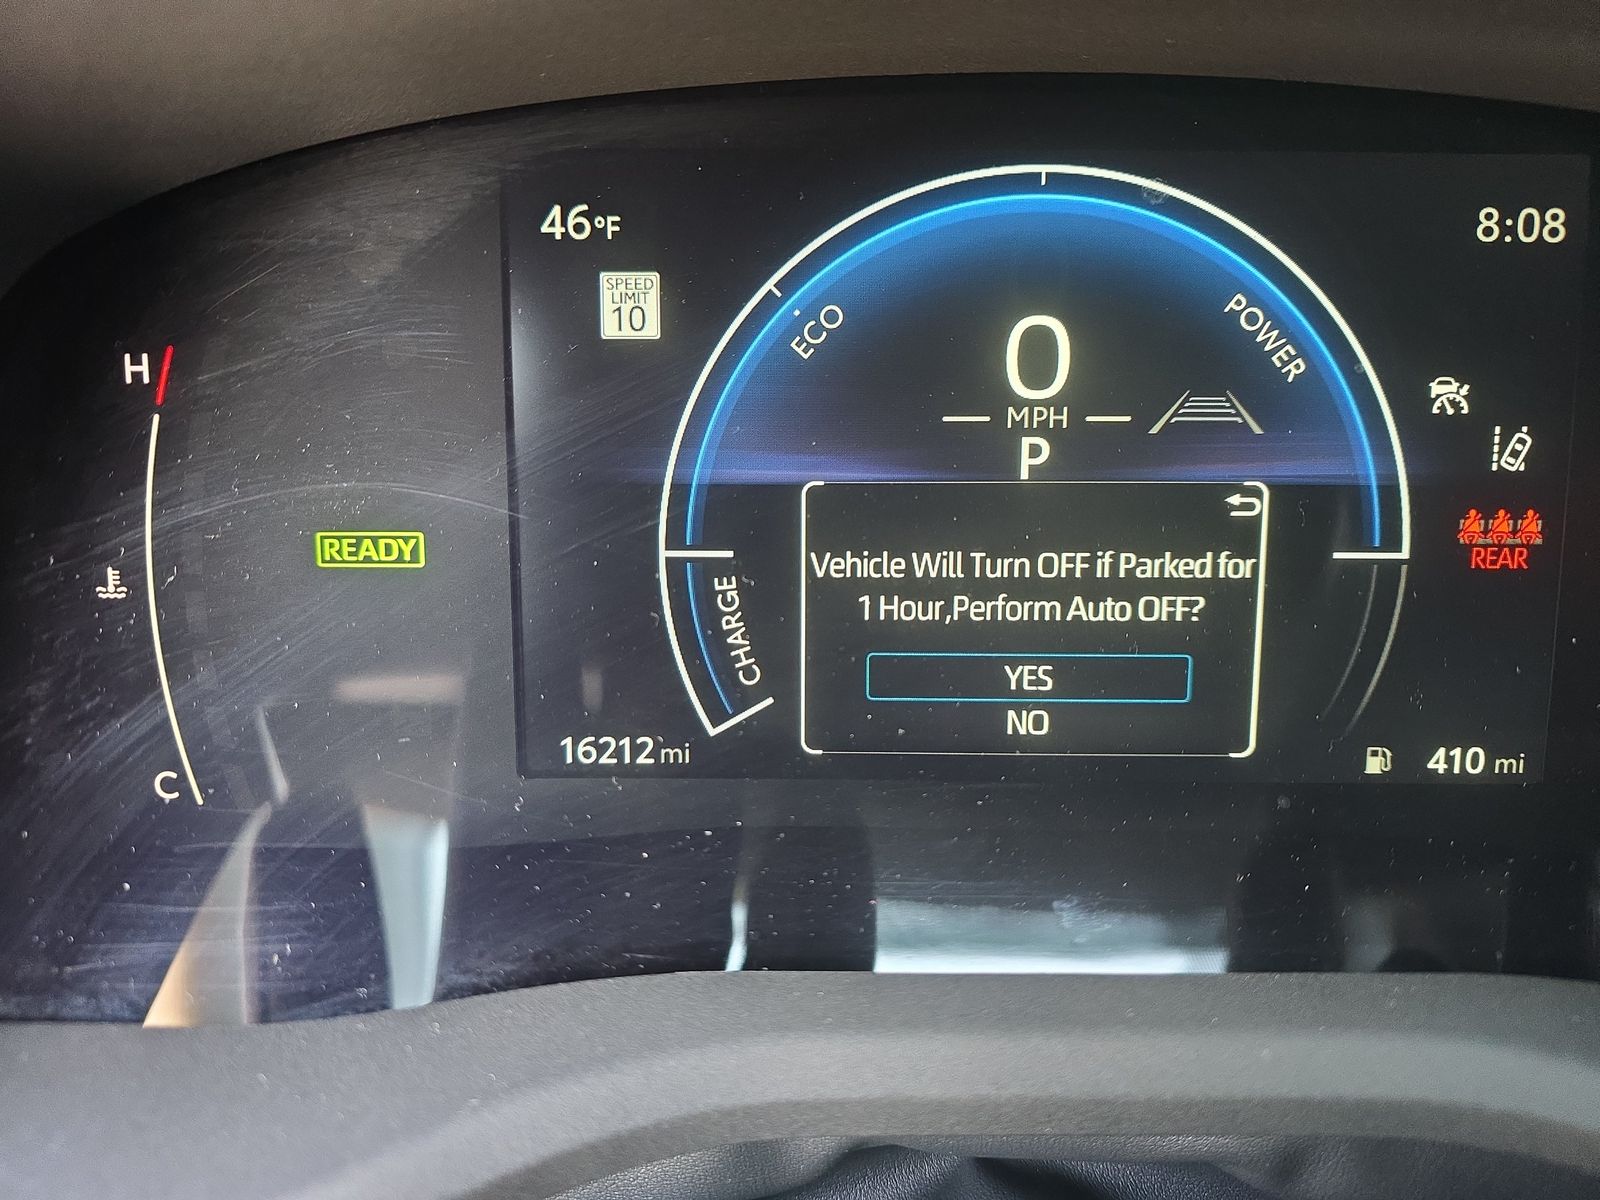 46°F
8:08
SPEED
LIMIT
10
ECO
POWER
0
MPH
P
H
READY
REAR
Vehicle Will Turn OFF if Parked for
1 Hour,Perform Auto OFF?
YES
NO
CHARGE
C
16212 mi
410 mi